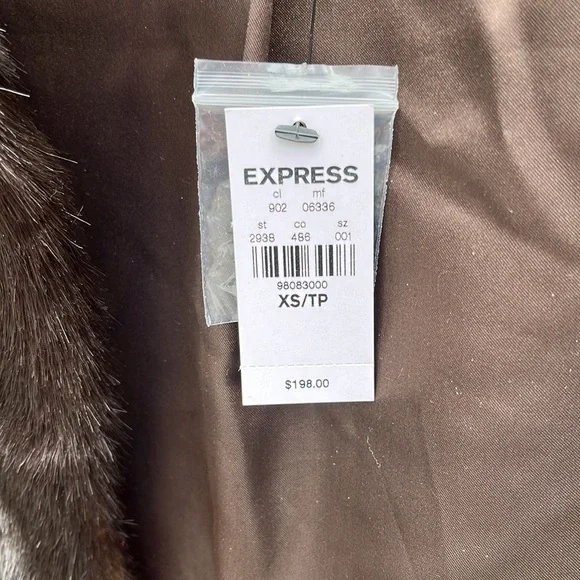 EXPRESS
cl mf
902 06336
st co sz
2938 486 001
98083000
XS/TP
$198.00